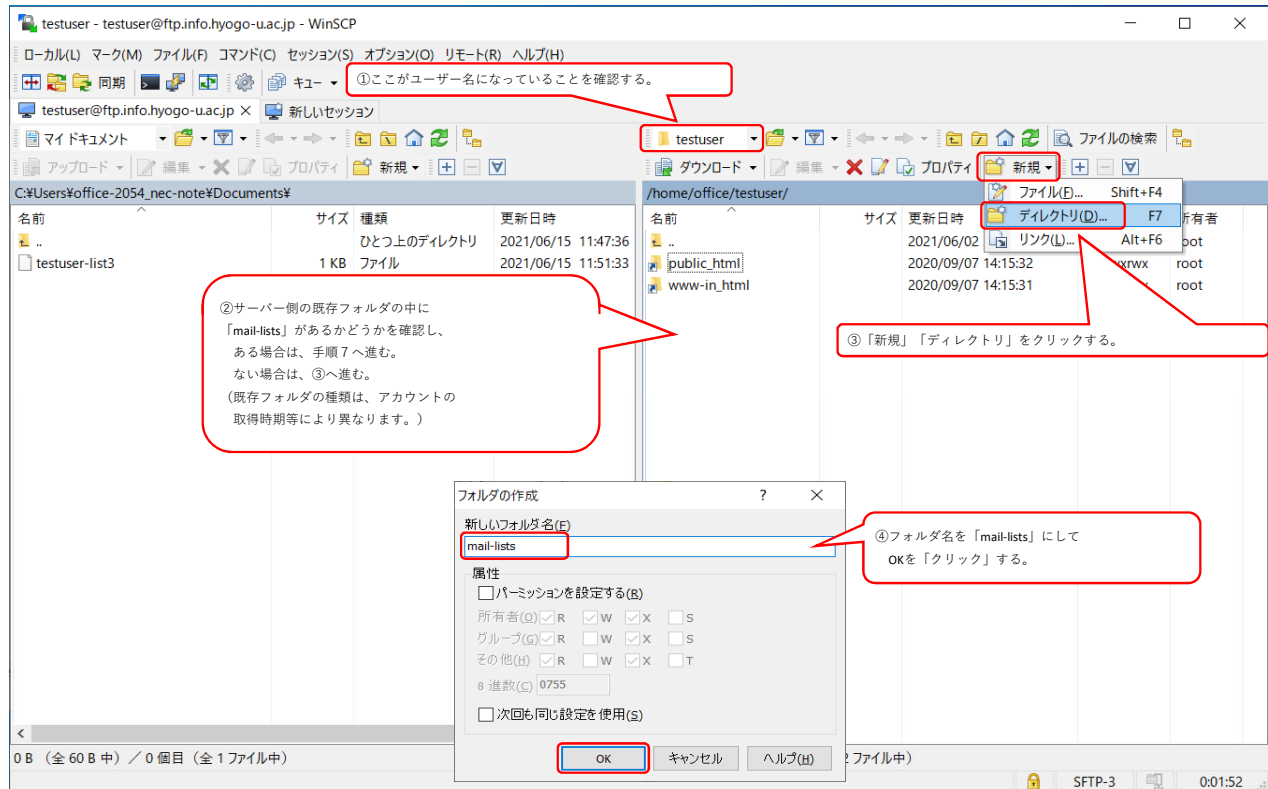 testuser - testuser@ftp.info.hyogo-u.ac.jp - WinSCP
ローカル(L) マーク(M) ファイル(F) コマンド(C) セッション(S) オプション(O) リモート(R) ヘルプ(H)
同期 キュー
①ここがユーザー名になっていることを確認する。
testuser@ftp.info.hyogo-u.ac.jp × 新しいセッション
マイ ドキュメント
testuser ファイルの検索
アップロード 編集 プロパティ 新規
ダウンロード 編集 プロパティ 新規
C:¥Users¥office-2054_nec-note¥Documents¥
/home/office/testuser/
名前 サイズ 種類 更新日時
.. ひとつ上のディレクトリ 2021/06/15 11:47:36
testuser-list3 1 KB ファイル 2021/06/15 11:51:33
名前 サイズ 更新日時 所有者
.. 2021/06/02 oot
public_html 2020/09/07 14:15:32 xrwx root
www-in_html 2020/09/07 14:15:31 root
ファイル(F)... Shift+F4
ディレクトリ(D)... F7
リンク(L)... Alt+F6
②サーバー側の既存フォルダの中に
「mail-lists」があるかどうかを確認し、
ある場合は、手順７へ進む。
ない場合は、③へ進む。
（既存フォルダの種類は、アカウントの
取得時期等により異なります。）
③「新規」「ディレクトリ」をクリックする。
フォルダの作成 ? ×
新しいフォルダ名(F)
mail-lists
属性
パーミッションを設定する(R)
所有者(O) R W X S
グループ(G) R W X S
その他(H) R W X T
8 進数(C) 0755
次回も同じ設定を使用(S)
OK キャンセル ヘルプ(H)
④フォルダ名を「mail-lists」にして
OKを「クリック」する。
0 B （全 60 B 中）／ 0 個目 （全 1 ファイル中）
2 ファイル中）
SFTP-3 0:01:52